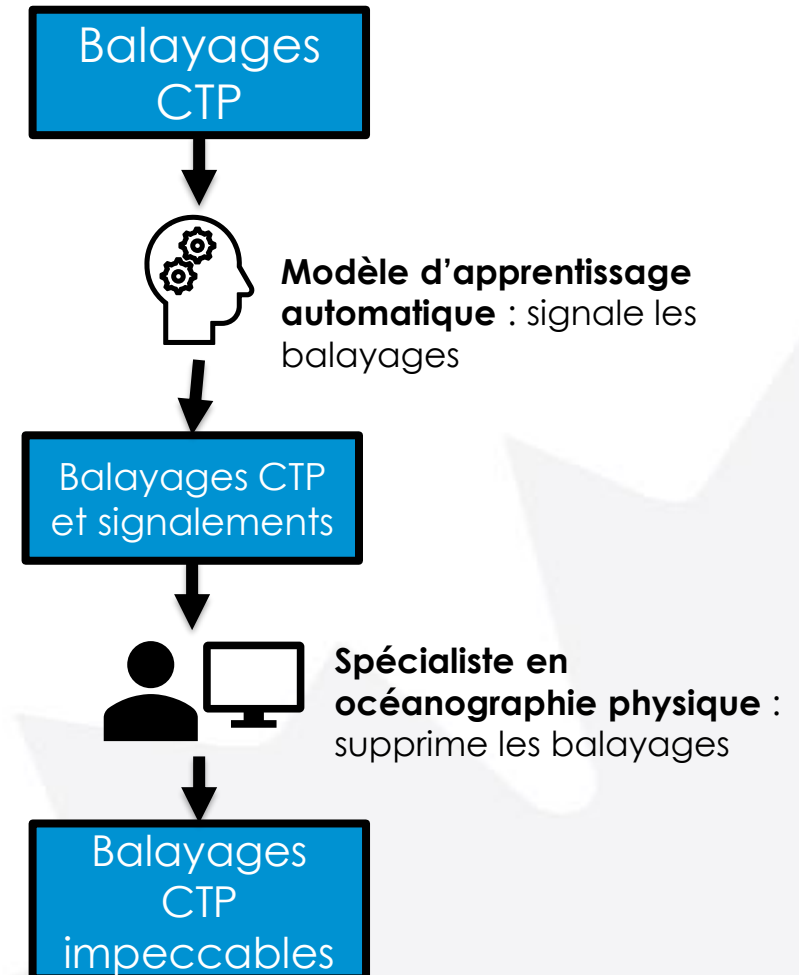 Balayages
CTP
Modèle d’apprentissage
automatique : signale les
balayages
Balayages CTP
et signalements
Spécialiste en
océanographie physique :
supprime les balayages
Balayages
CTP
impeccables